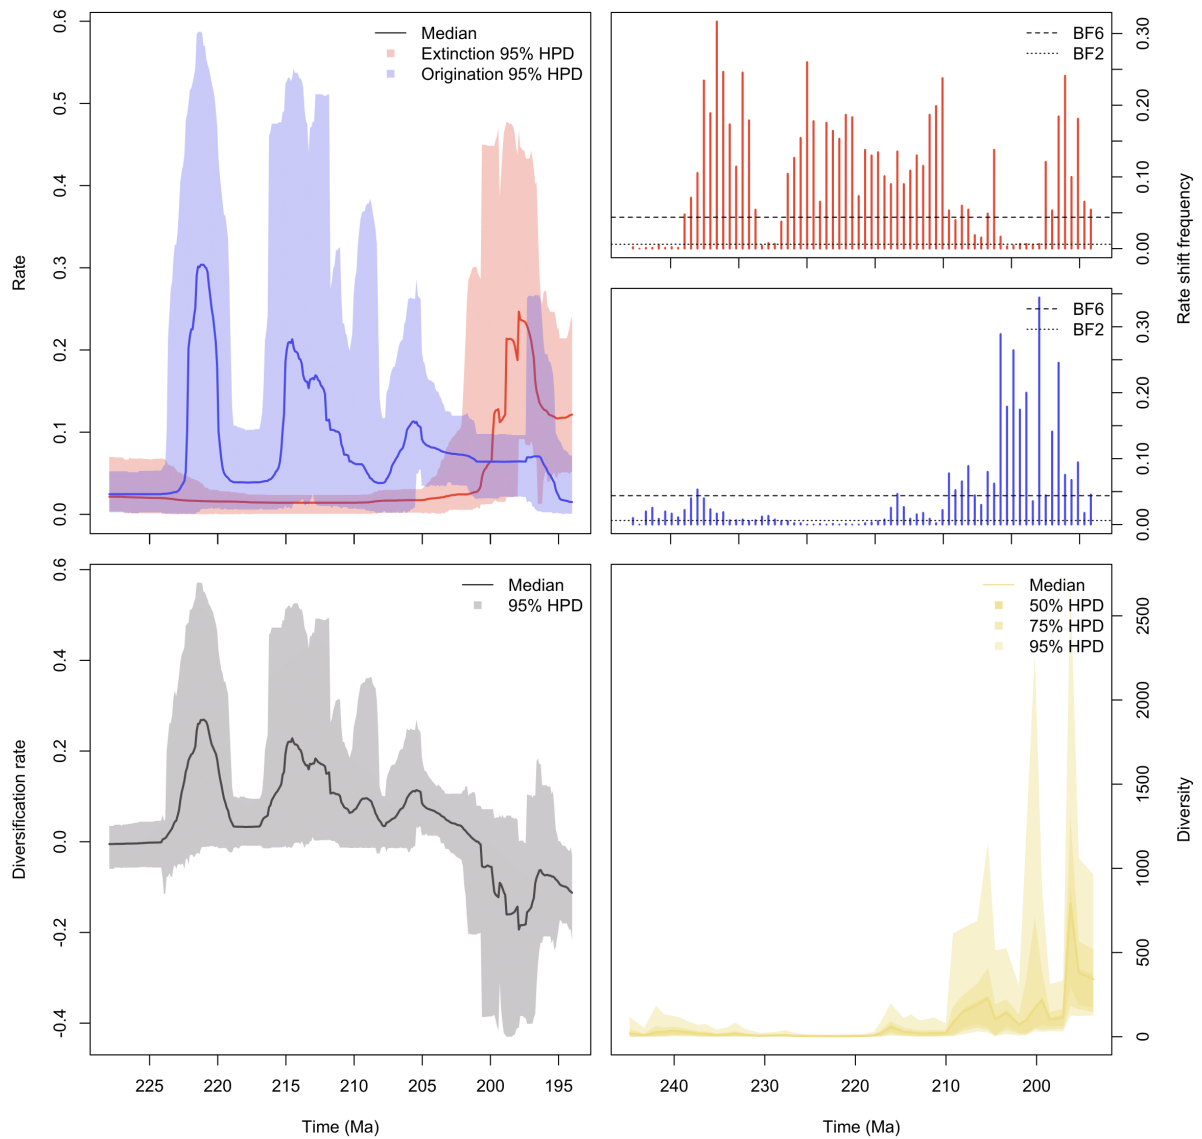 Rate
0.6
0.5
0.4
0.3
0.2
0.1
0.0
Median
Extinction 95% HPD
Origination 95% HPD
BF6
BF2
0.30
0.20
0.10
0.00
BF6
BF2
0.30
0.20
0.10
0.00
Rate shift frequency
Diversification rate
0.6
0.4
0.2
0.0
-0.2
-0.4
Median
95% HPD
225 220 215 210 205 200 195
Time (Ma)
Median
50% HPD
75% HPD
95% HPD
2500
2000
1500
1000
500
0
Diversity
240 230 220 210 200
Time (Ma)